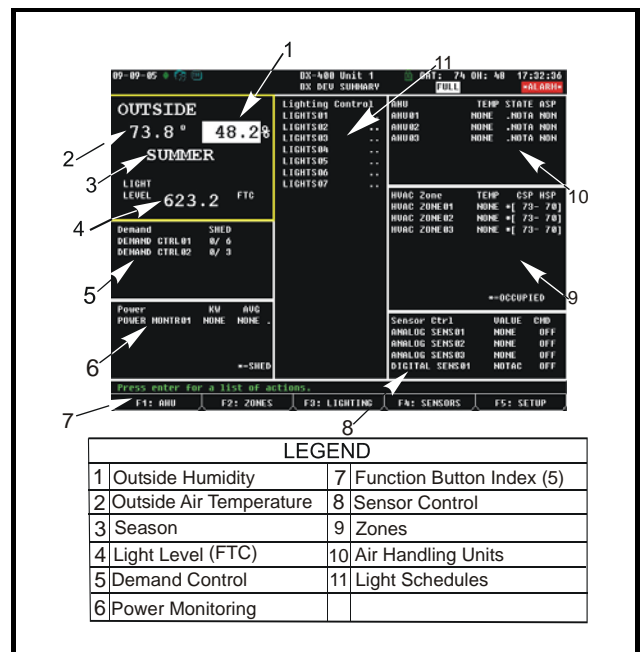 1
11
09-09-05
DX-400 Unit 1
OAT: 74 OH: 48 17:32:36
DX DEV SUMMARY
FULL
*ALARM*
OUTSIDE
73.8° 48.2%
SUMMER
LIGHT
LEVEL 623.2 FTC
2
3
4
Lighting Control
LIGHTS01
LIGHTS02 ..
LIGHTS03 ..
LIGHTS04 ..
LIGHTS05 ..
LIGHTS06 ..
LIGHTS07 ..
AHU TEMP STATE ASP
AHU01 NONE .NOTA NON
AHU02 NONE .NOTA NON
AHU03 NONE .NOTA NON
10
Demand SHED
DEMAND CTRL01 0/ 6
DEMAND CTRL02 0/ 3
5
HVAC Zone TEMP CSP HSP
HVAC ZONE01 NONE *[ 73- 70]
HVAC ZONE02 NONE *[ 73- 70]
HVAC ZONE03 NONE *[ 73- 70]
*=OCCUPIED
9
Power KW AVG
POWER MONTR01 NONE NONE .
*=SHED
6
Sensor Ctrl VALUE CMD
ANALOG SENS01 NONE OFF
ANALOG SENS02 NONE OFF
ANALOG SENS03 NONE OFF
DIGITAL SENS01 NOTAC OFF
Press enter for a list of actions.
F1: AHU F2: ZONES F3: LIGHTING F4: SENSORS F5: SETUP
7
8
LEGEND
1 Outside Humidity 7 Function Button Index (5)
2 Outside Air Temperature 8 Sensor Control
3 Season 9 Zones
4 Light Level (FTC) 10 Air Handling Units
5 Demand Control 11 Light Schedules
6 Power Monitoring